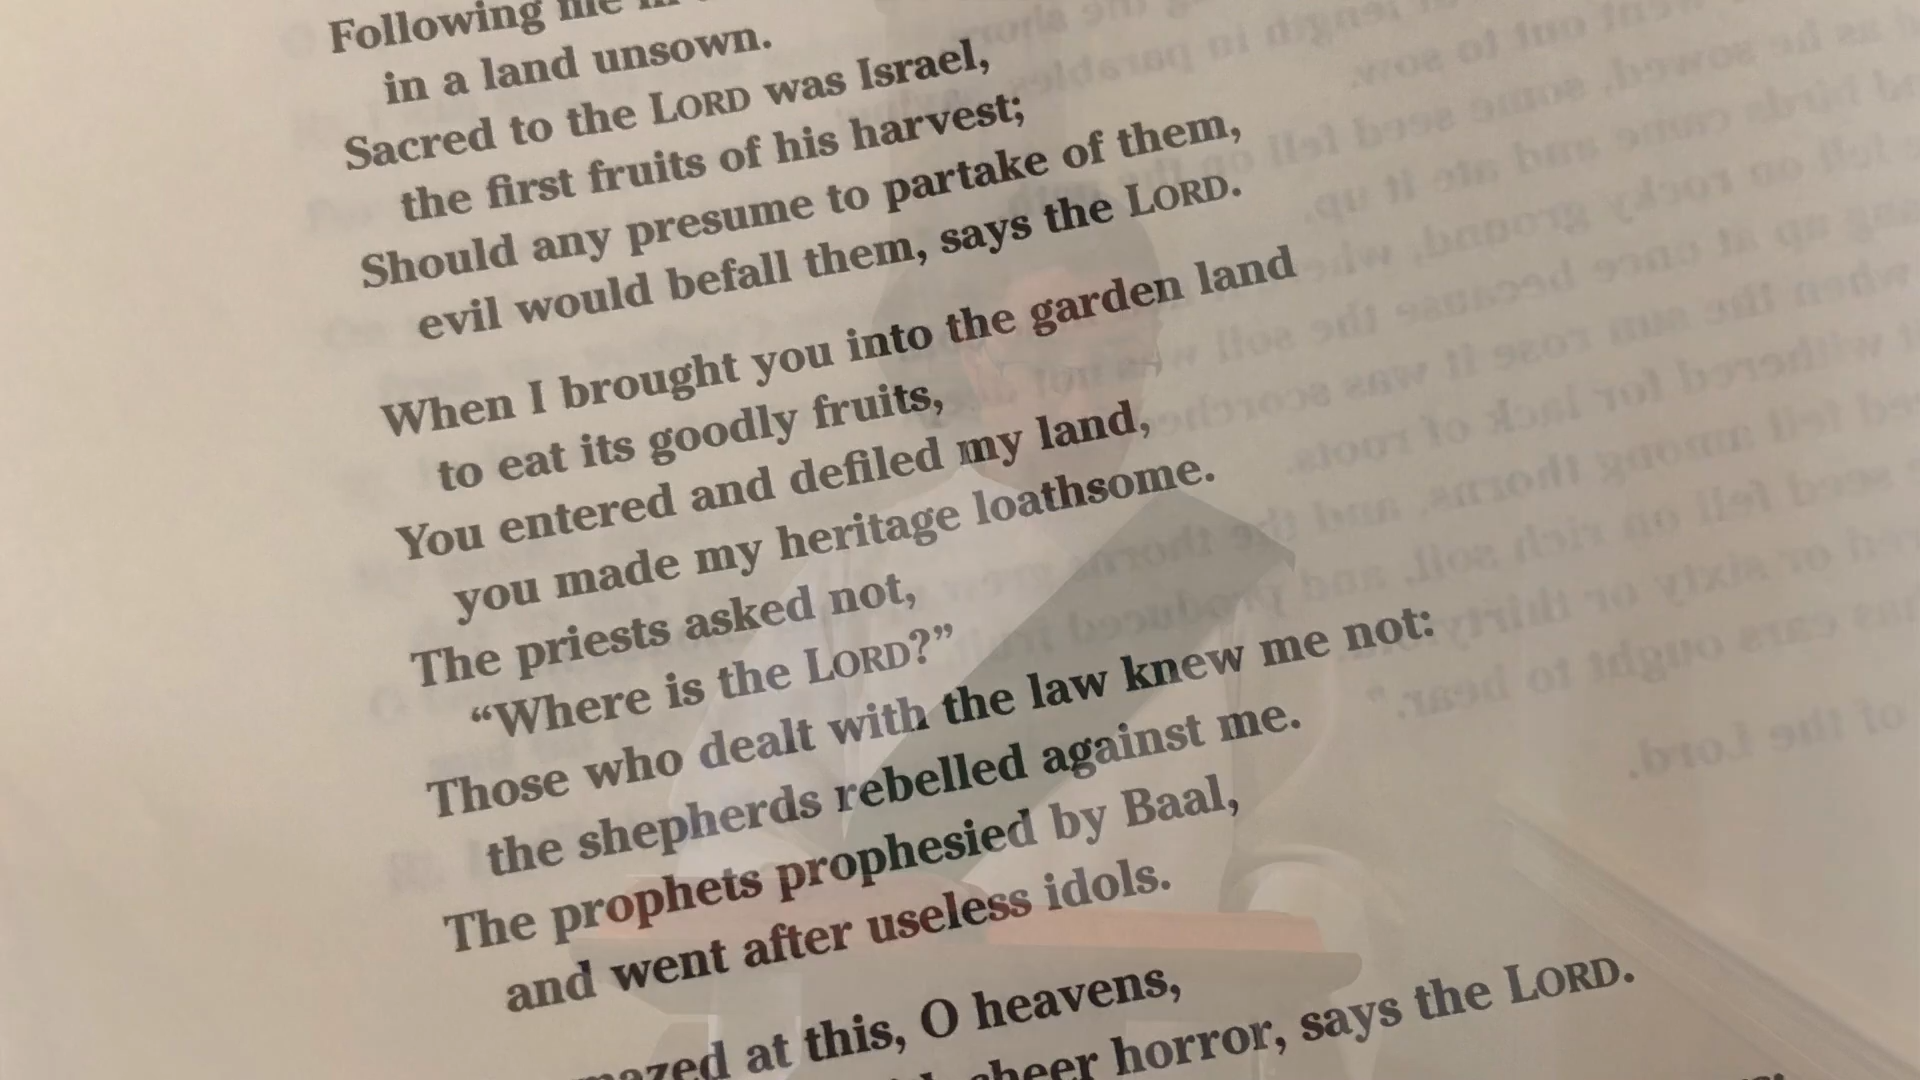 Following me in
in a land unsown.
Sacred to the LORD was Israel,
the first fruits of his harvest;
Should any presume to partake of them,
evil would befall them, says the LORD.
When I brought you into the garden land
to eat its goodly fruits,
You entered and defiled my land,
you made my heritage loathsome.
The priests asked not,
“Where is the LORD?”
Those who dealt with the law knew me not:
the shepherds rebelled against me.
The prophets prophesied by Baal,
and went after useless idols.
at this, O heavens,
sheer horror, says the LORD.